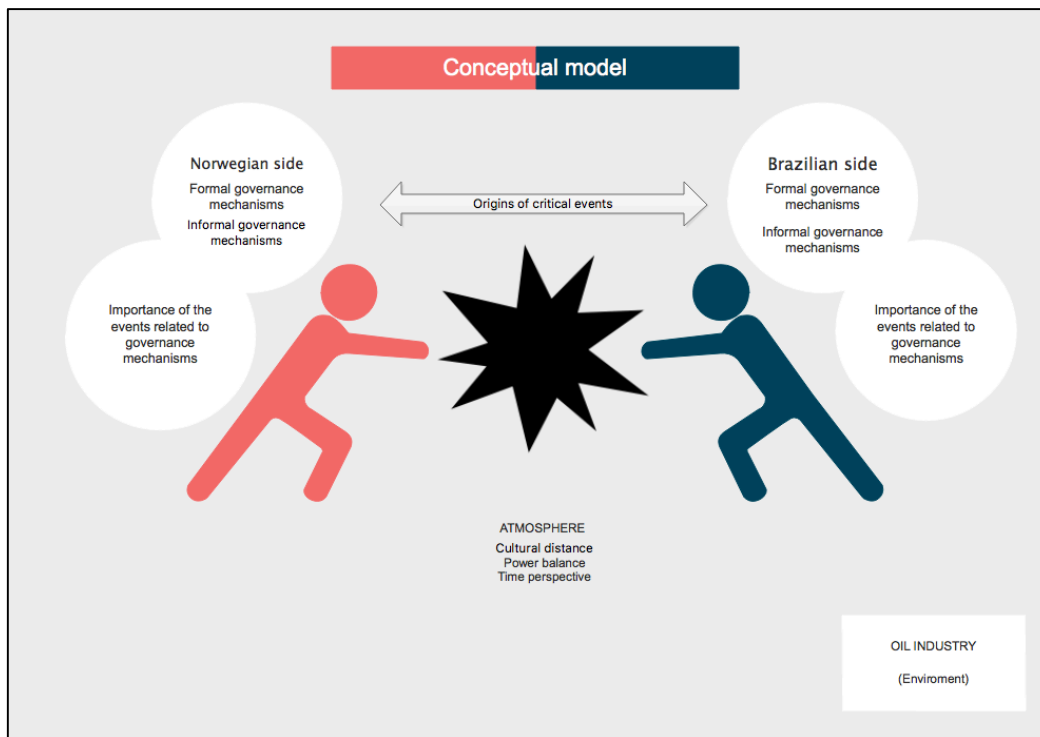 Conceptual model
Norwegian side
Formal governance
mechanisms
Informal governance
mechanisms
Importance of the
events related to
governance
mechanisms
Origins of critical events
Brazilian side
Formal governance
mechanisms
Informal governance
mechanisms
Importance of the
events related to
governance
mechanisms
ATMOSPHERE
Cultural distance
Power balance
Time perspective
OIL INDUSTRY
(Enviroment)